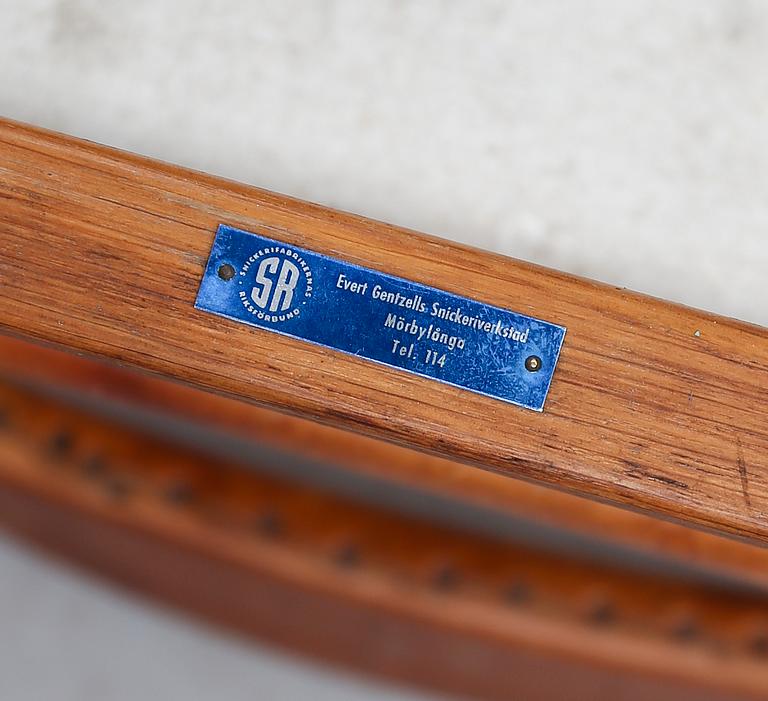 SNICKERIFABRIKERNAS
SR
RIKSFÖRBUND
Evert Gentzells Snickeriverkstad
Mörbylånga
Tel. 114